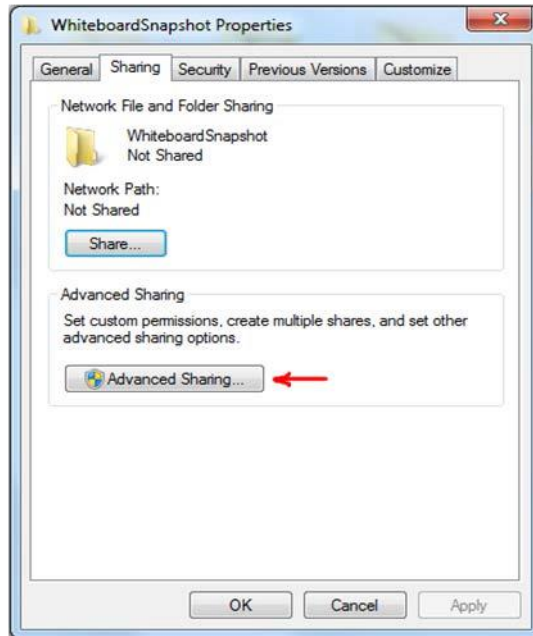 WhiteboardSnapshot Properties
General Sharing Security Previous Versions Customize
Network File and Folder Sharing
WhiteboardSnapshot
Not Shared
Network Path:
Not Shared
Share...
Advanced Sharing
Set custom permissions, create multiple shares, and set other
advanced sharing options.
Advanced Sharing...
OK Cancel Apply